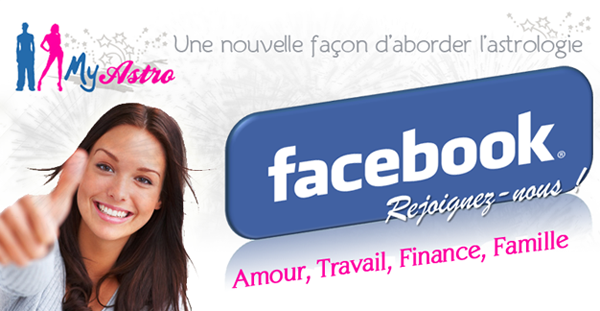 MyAstro
Une nouvelle façon d'aborder l'astrologie
facebook®
Rejoignez-nous !
Amour, Travail, Finance, Famille